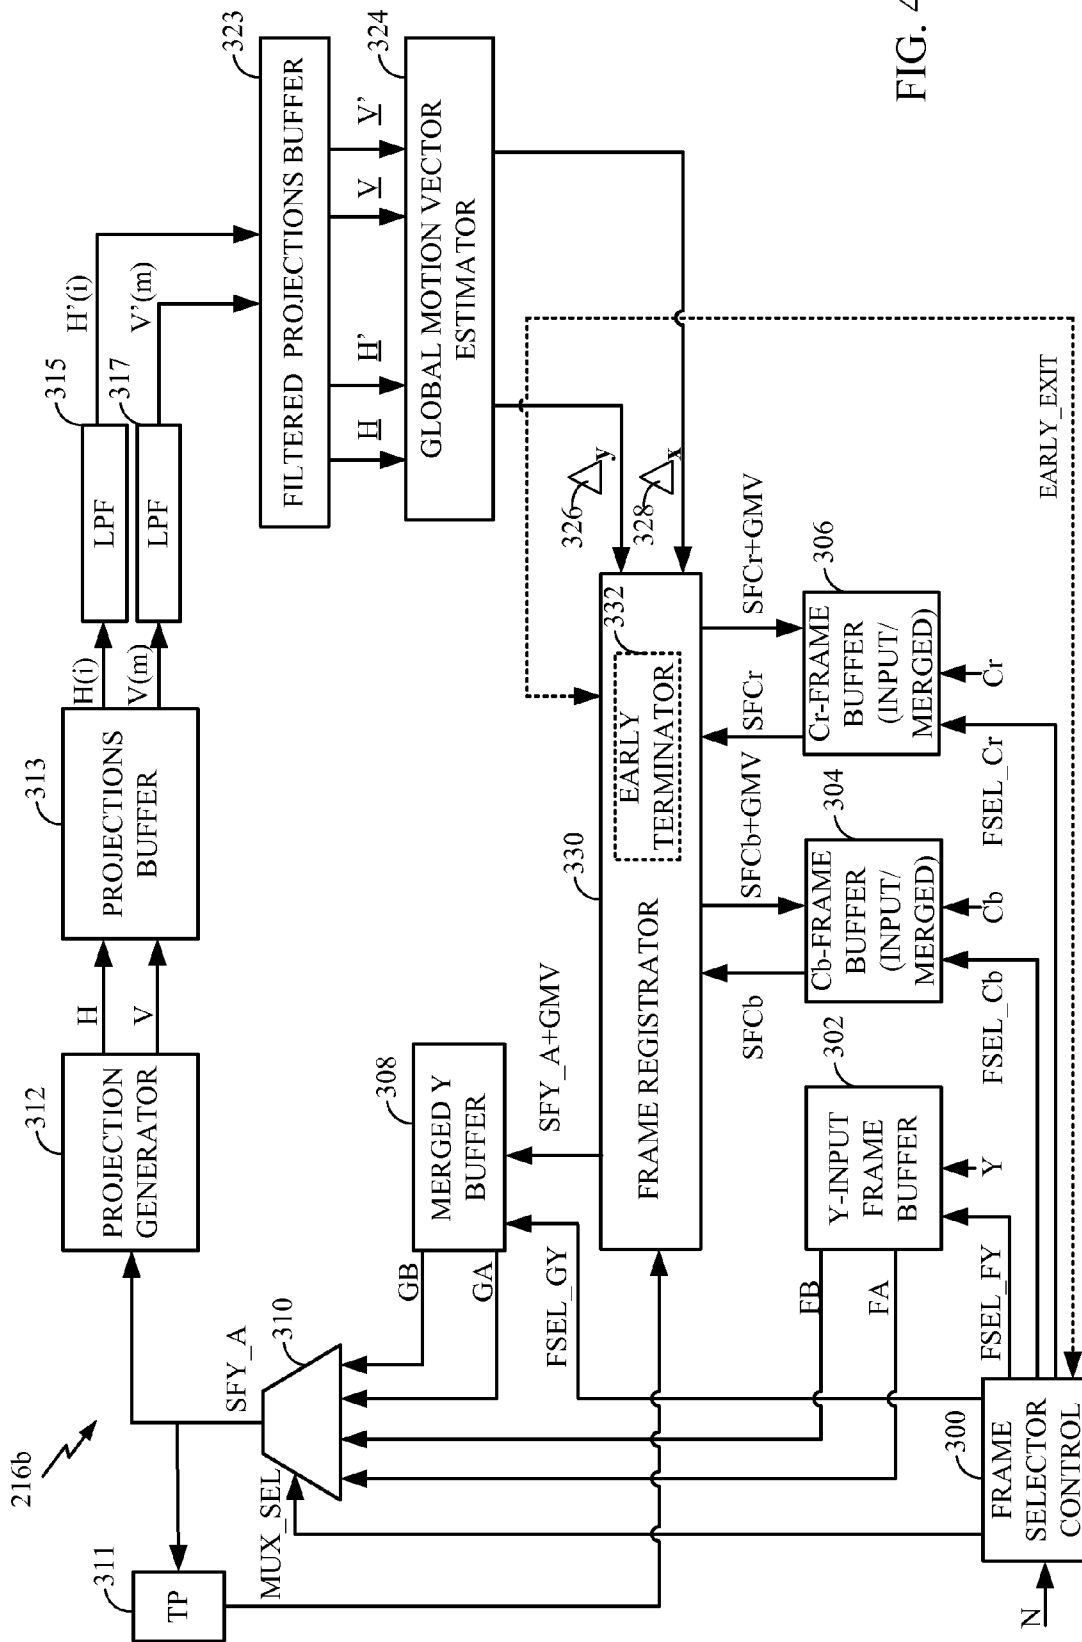 216b
311
TP
MUX_SEL
SFY_A
310
312
PROJECTION
GENERATOR
H
V
313
PROJECTIONS
BUFFER
H(i)
V(m)
315
LPF
317
LPF
H'(i)
V'(m)
323
FILTERED PROJECTIONS BUFFER
H
H'
V
V'
324
GLOBAL MOTION VECTOR
ESTIMATOR
326
y
328
x
GB
GA
308
MERGED Y
BUFFER
FSEL_GY
SFY_A+GMV
330
FRAME REGISTRATOR
332
EARLY
TERMINATOR
SFCb
SFCb+GMV
SFCr
SFCr+GMV
FB
FA
302
Y-INPUT
FRAME
BUFFER
304
Cb-FRAME
BUFFER
(INPUT/
MERGED)
306
Cr-FRAME
BUFFER
(INPUT/
MERGED)
FSEL_FY
Y
FSEL_Cb
Cb
FSEL_Cr
Cr
EARLY_EXIT
N
300
FRAME
SELECTOR
CONTROL
FIG. 4